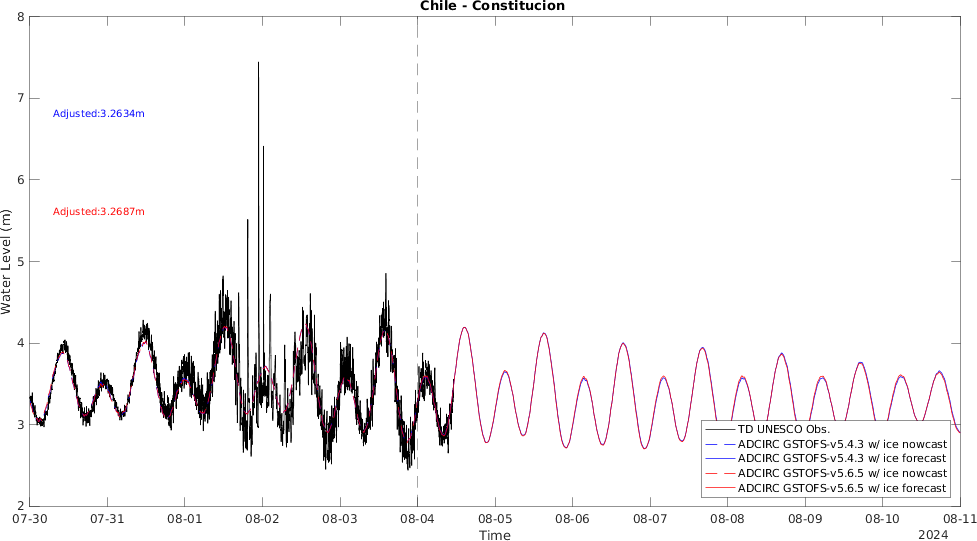 Chile - Constitucion
8
7
6
5
4
3
2
Water Level (m)
Adjusted:3.2634m
Adjusted:3.2687m
TD UNESCO Obs.
ADCIRC GSTOFS-v5.4.3 w/ ice nowcast
ADCIRC GSTOFS-v5.4.3 w/ ice forecast
ADCIRC GSTOFS-v5.6.5 w/ ice nowcast
ADCIRC GSTOFS-v5.6.5 w/ ice forecast
07-30 07-31 08-01 08-02 08-03 08-04 08-05 08-06 08-07 08-08 08-09 08-10 08-11
Time
2024